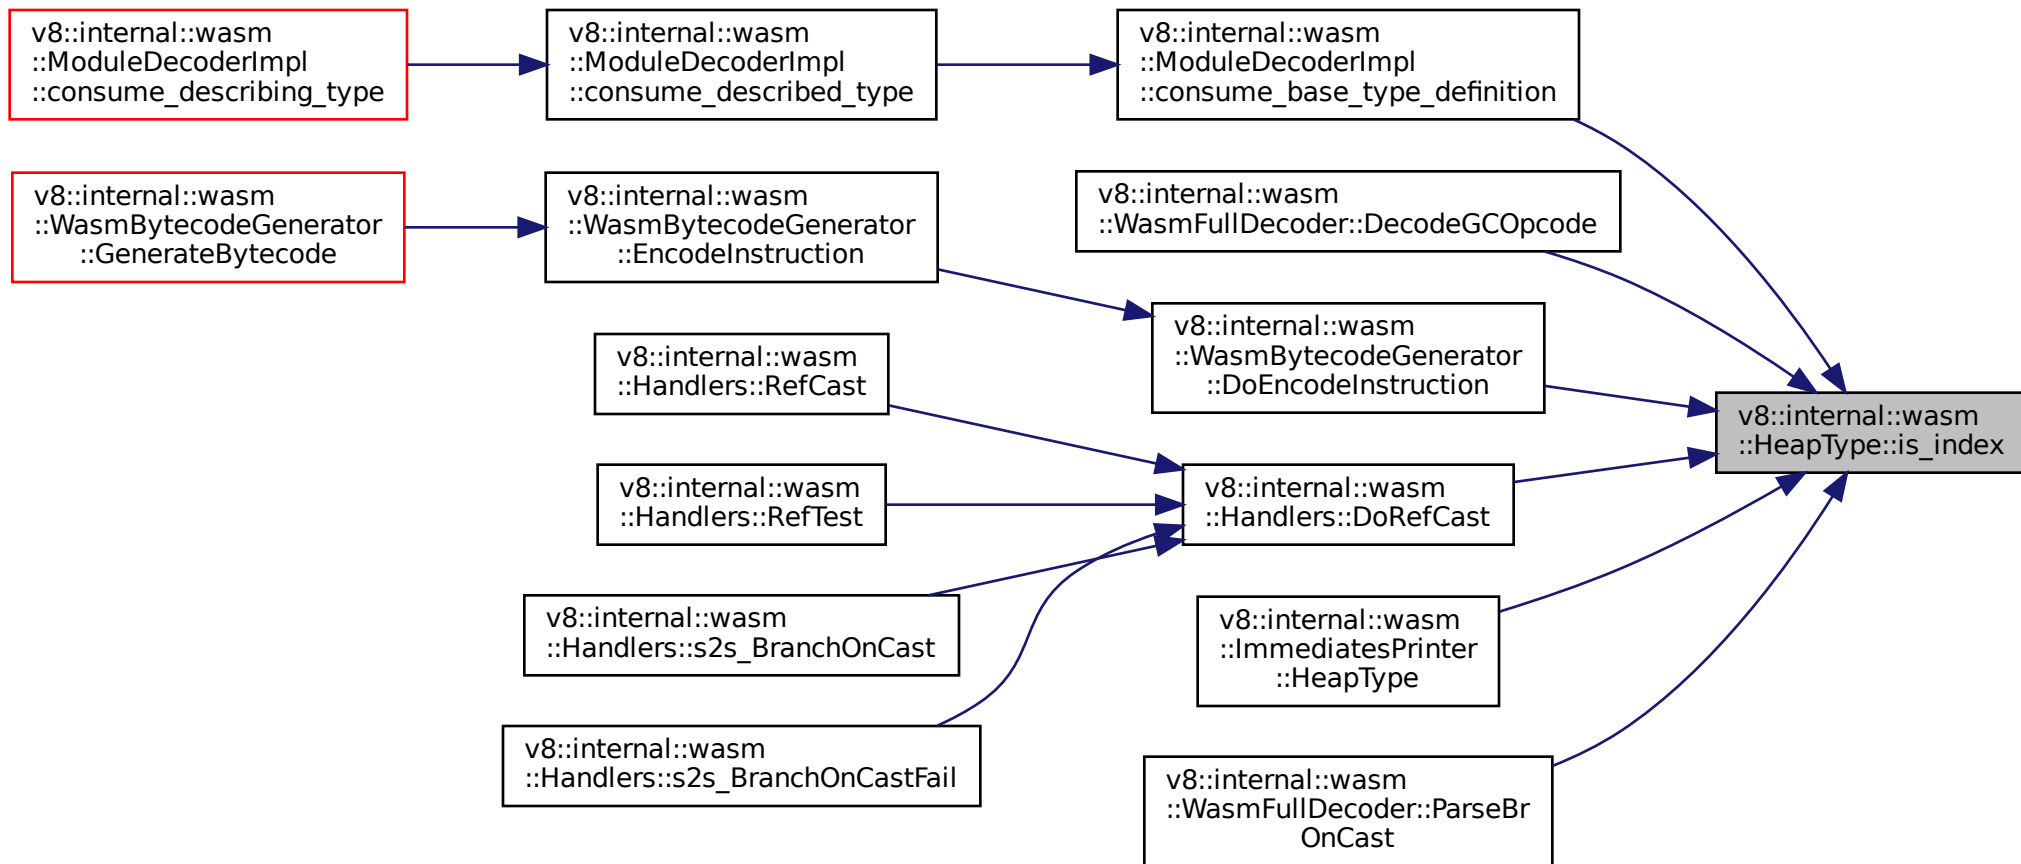 v8::internal::wasm
::ModuleDecoderImpl
::consume_describing_type
v8::internal::wasm
::ModuleDecoderImpl
::consume_described_type
v8::internal::wasm
::ModuleDecoderImpl
::consume_base_type_definition
v8::internal::wasm
::WasmFullDecoder::DecodeGCOpcode
v8::internal::wasm
::WasmBytecodeGenerator
::GenerateBytecode
v8::internal::wasm
::WasmBytecodeGenerator
::EncodeInstruction
v8::internal::wasm
::WasmBytecodeGenerator
::DoEncodeInstruction
v8::internal::wasm
::Handlers::RefCast
v8::internal::wasm
::HeapType::is_index
v8::internal::wasm
::Handlers::RefTest
v8::internal::wasm
::Handlers::DoRefCast
v8::internal::wasm
::Handlers::s2s_BranchOnCast
v8::internal::wasm
::ImmediatesPrinter
::HeapType
v8::internal::wasm
::Handlers::s2s_BranchOnCastFail
v8::internal::wasm
::WasmFullDecoder::ParseBr
OnCast